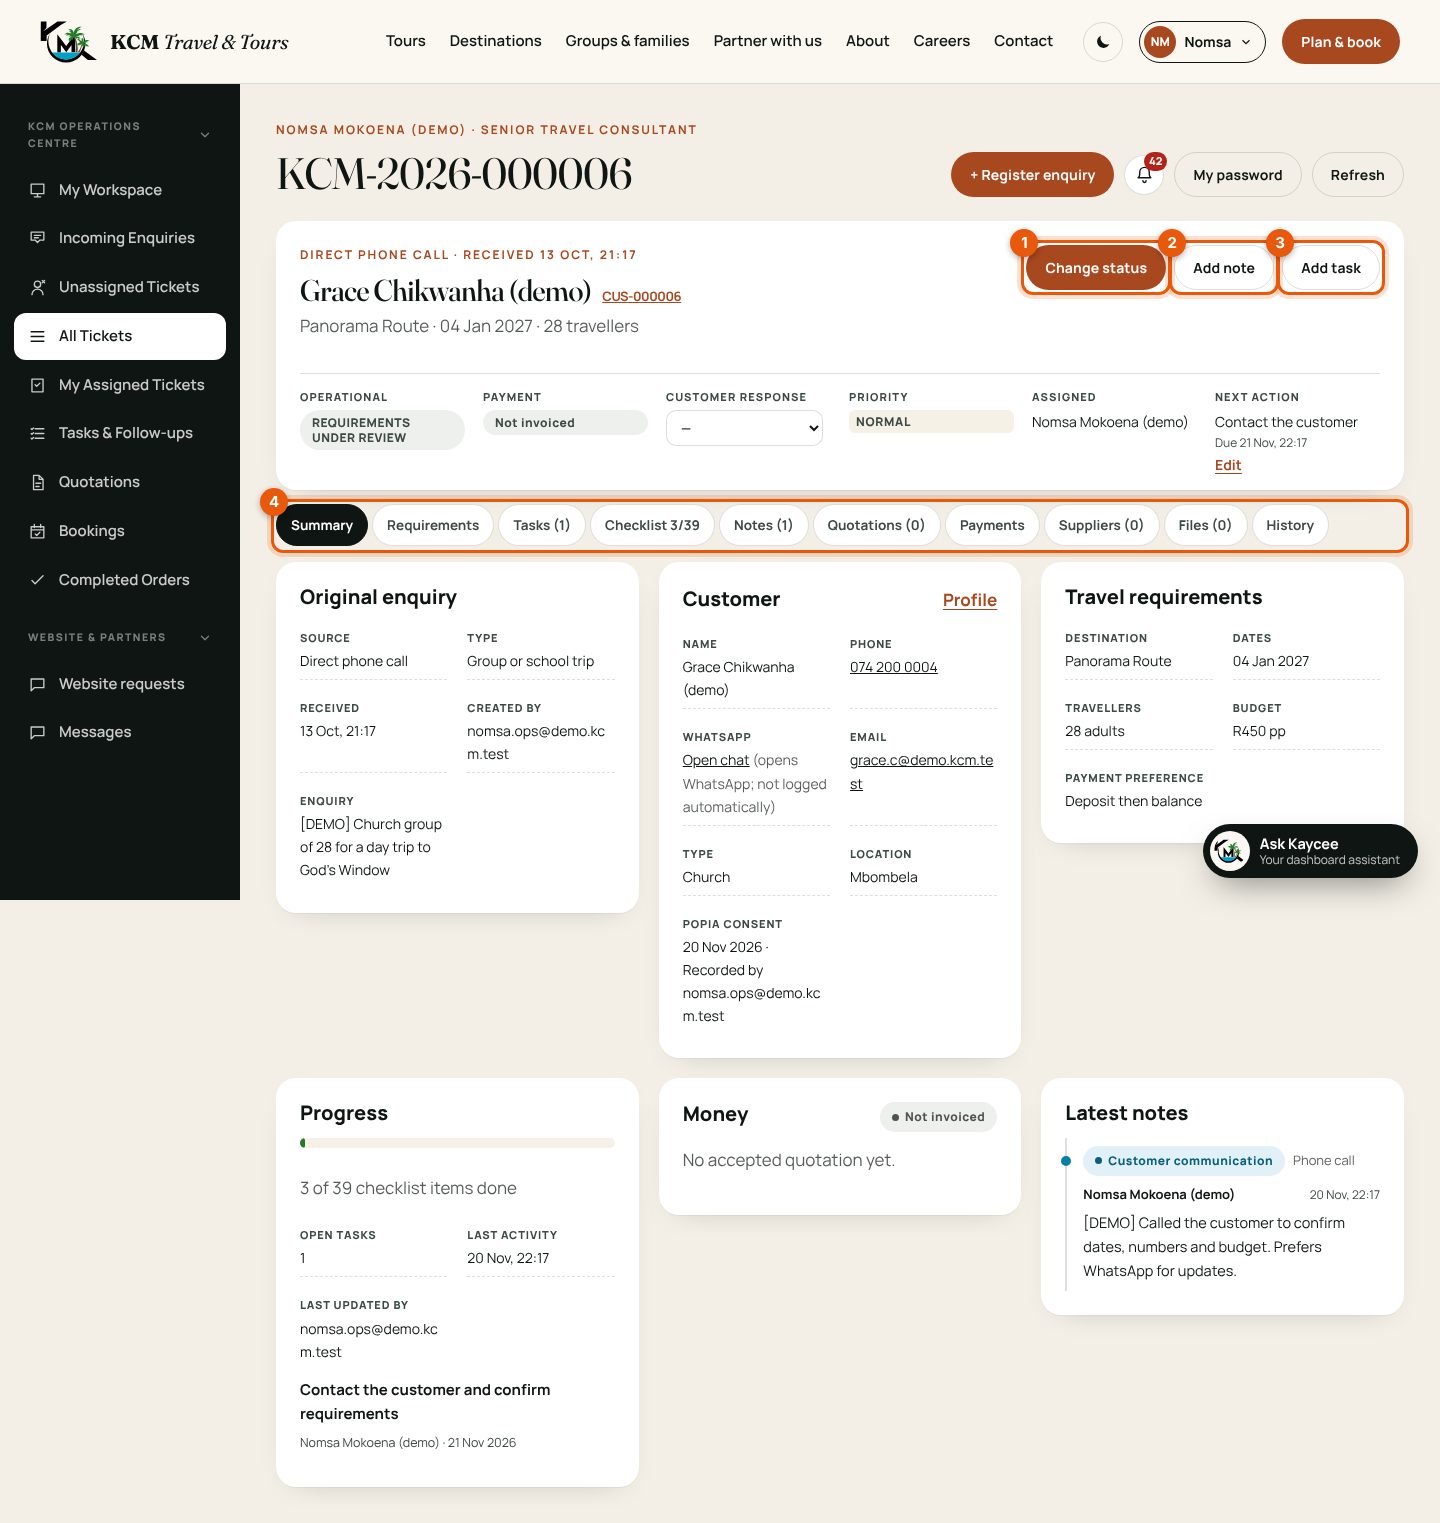 KCM Travel & Tours
Tours Destinations Groups & families Partner with us About Careers Contact NM Nomsa Plan & book
KCM OPERATIONS
CENTRE
My Workspace
Incoming Enquiries
Unassigned Tickets
All Tickets
My Assigned Tickets
Tasks & Follow-ups
Quotations
Bookings
Completed Orders
WEBSITE & PARTNERS
Website requests
Messages
NOMSA MOKOENA (DEMO) · SENIOR TRAVEL CONSULTANT
KCM-2026-000006
+ Register enquiry 42 My password Refresh
DIRECT PHONE CALL · RECEIVED 13 OCT, 21:17
Grace Chikwanha (demo) CUS-000006
Panorama Route · 04 Jan 2027 · 28 travellers
1 Change status 2 Add note 3 Add task
OPERATIONAL PAYMENT CUSTOMER RESPONSE PRIORITY ASSIGNED NEXT ACTION
REQUIREMENTS
UNDER REVIEW
Not invoiced
—
NORMAL
Nomsa Mokoena (demo)
Contact the customer
Due 21 Nov, 22:17
Edit
4
Summary Requirements Tasks (1) Checklist 3/39 Notes (1) Quotations (0) Payments Suppliers (0) Files (0) History
Original enquiry
SOURCE TYPE
Direct phone call Group or school trip
RECEIVED CREATED BY
13 Oct, 21:17 nomsa.ops@demo.kc
m.test
ENQUIRY
[DEMO] Church group
of 28 for a day trip to
God's Window
Customer Profile
NAME PHONE
Grace Chikwanha 074 200 0004
(demo)
WHATSAPP EMAIL
Open chat (opens grace.c@demo.kcm.te
WhatsApp; not logged st
automatically)
TYPE LOCATION
Church Mbombela
POPIA CONSENT
20 Nov 2026 ·
Recorded by
nomsa.ops@demo.kc
m.test
Travel requirements
DESTINATION DATES
Panorama Route 04 Jan 2027
TRAVELLERS BUDGET
28 adults R450 pp
PAYMENT PREFERENCE
Deposit then balance
Ask Kaycee
Your dashboard assistant
Progress
3 of 39 checklist items done
OPEN TASKS LAST ACTIVITY
1 20 Nov, 22:17
LAST UPDATED BY
nomsa.ops@demo.kc
m.test
Contact the customer and confirm
requirements
Nomsa Mokoena (demo) · 21 Nov 2026
Money Not invoiced
No accepted quotation yet.
Latest notes
Customer communication Phone call
Nomsa Mokoena (demo) 20 Nov, 22:17
[DEMO] Called the customer to confirm
dates, numbers and budget. Prefers
WhatsApp for updates.